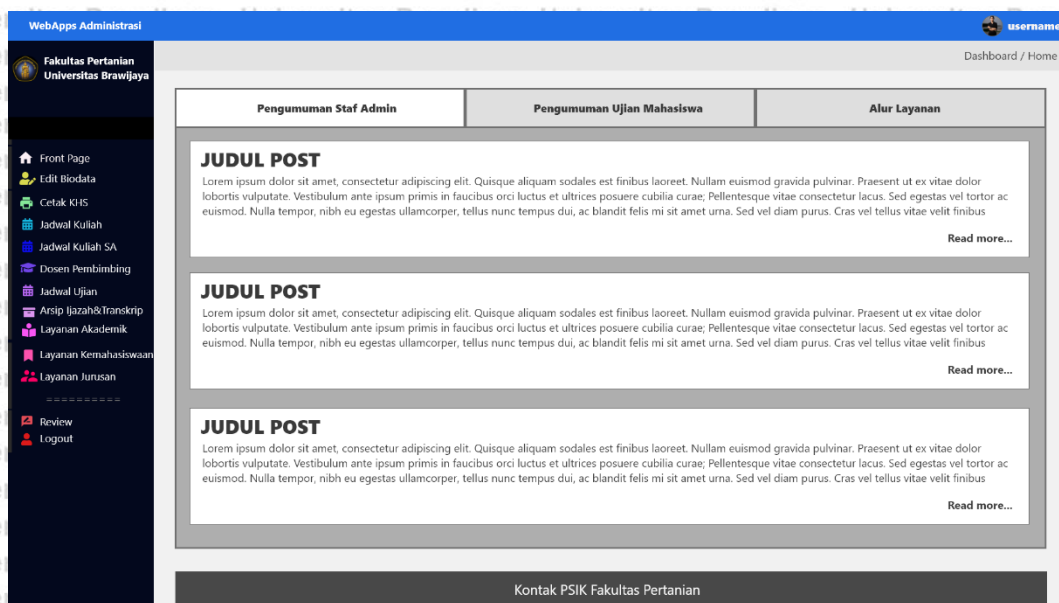 WebApps Administrasi
username
Fakultas Pertanian
Universitas Brawijaya
Dashboard / Home
Front Page
Edit Biodata
Cetak KHS
Jadwal Kuliah
Jadwal Kuliah SA
Dosen Pembimbing
Jadwal Ujian
Arsip Ijazah&Transkrip
Layanan Akademik
Layanan Kemahasiswaan
Layanan Jurusan
==========
Review
Logout
Pengumuman Staf Admin
Pengumuman Ujian Mahasiswa
Alur Layanan
JUDUL POST
Lorem ipsum dolor sit amet, consectetur adipiscing elit. Quisque aliquam sodales est finibus laoreet. Nullam euismod gravida pulvinar. Praesent ut ex vitae dolor
lobortis vulputate. Vestibulum ante ipsum primis in faucibus orci luctus et ultrices posuere cubilia curae; Pellentesque vitae consectetur lacus. Sed egestas vel tortor ac
euismod. Nulla tempor, nibh eu egestas ullamcorper, tellus nunc tempus dui, ac blandit felis mi sit amet urna. Sed vel diam purus. Cras vel tellus vitae velit finibus
Read more...
JUDUL POST
Lorem ipsum dolor sit amet, consectetur adipiscing elit. Quisque aliquam sodales est finibus laoreet. Nullam euismod gravida pulvinar. Praesent ut ex vitae dolor
lobortis vulputate. Vestibulum ante ipsum primis in faucibus orci luctus et ultrices posuere cubilia curae; Pellentesque vitae consectetur lacus. Sed egestas vel tortor ac
euismod. Nulla tempor, nibh eu egestas ullamcorper, tellus nunc tempus dui, ac blandit felis mi sit amet urna. Sed vel diam purus. Cras vel tellus vitae velit finibus
Read more...
JUDUL POST
Lorem ipsum dolor sit amet, consectetur adipiscing elit. Quisque aliquam sodales est finibus laoreet. Nullam euismod gravida pulvinar. Praesent ut ex vitae dolor
lobortis vulputate. Vestibulum ante ipsum primis in faucibus orci luctus et ultrices posuere cubilia curae; Pellentesque vitae consectetur lacus. Sed egestas vel tortor ac
euismod. Nulla tempor, nibh eu egestas ullamcorper, tellus nunc tempus dui, ac blandit felis mi sit amet urna. Sed vel diam purus. Cras vel tellus vitae velit finibus
Read more...
Kontak PSIK Fakultas Pertanian